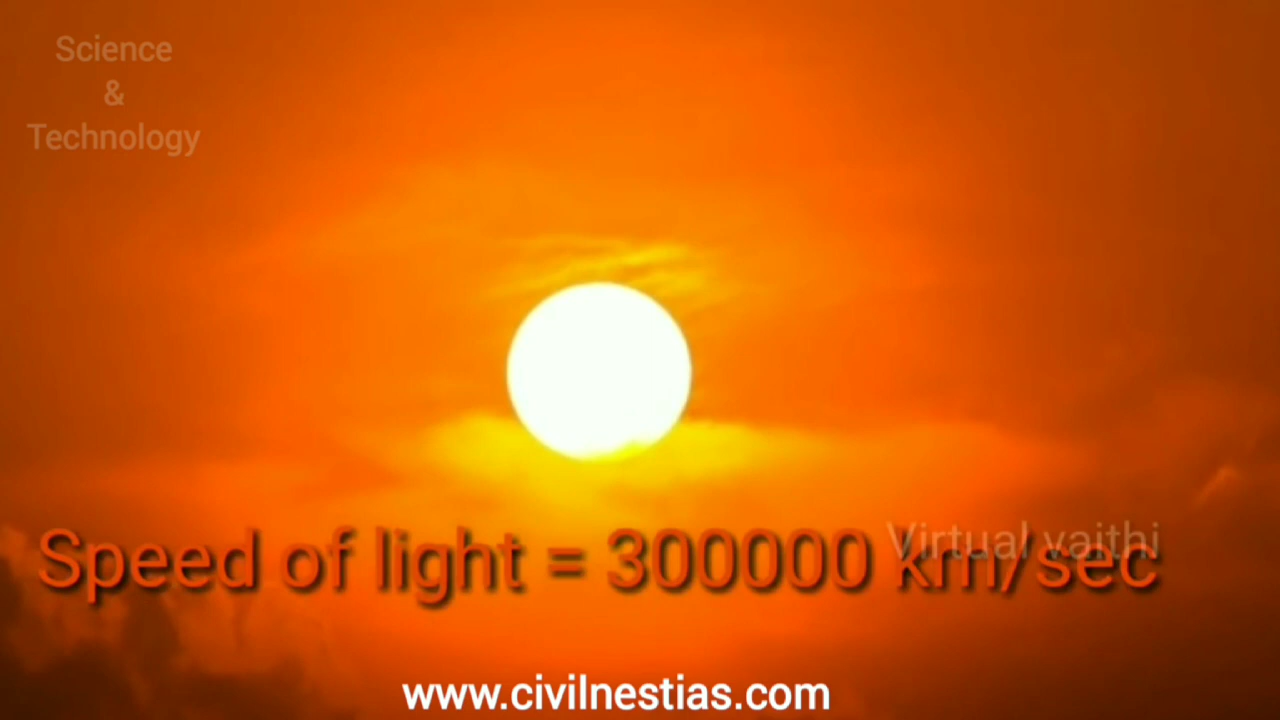 Science
&
Technology
Speed of light = 300000 km/sec
Virtual vaithi
www.civilnestias.com